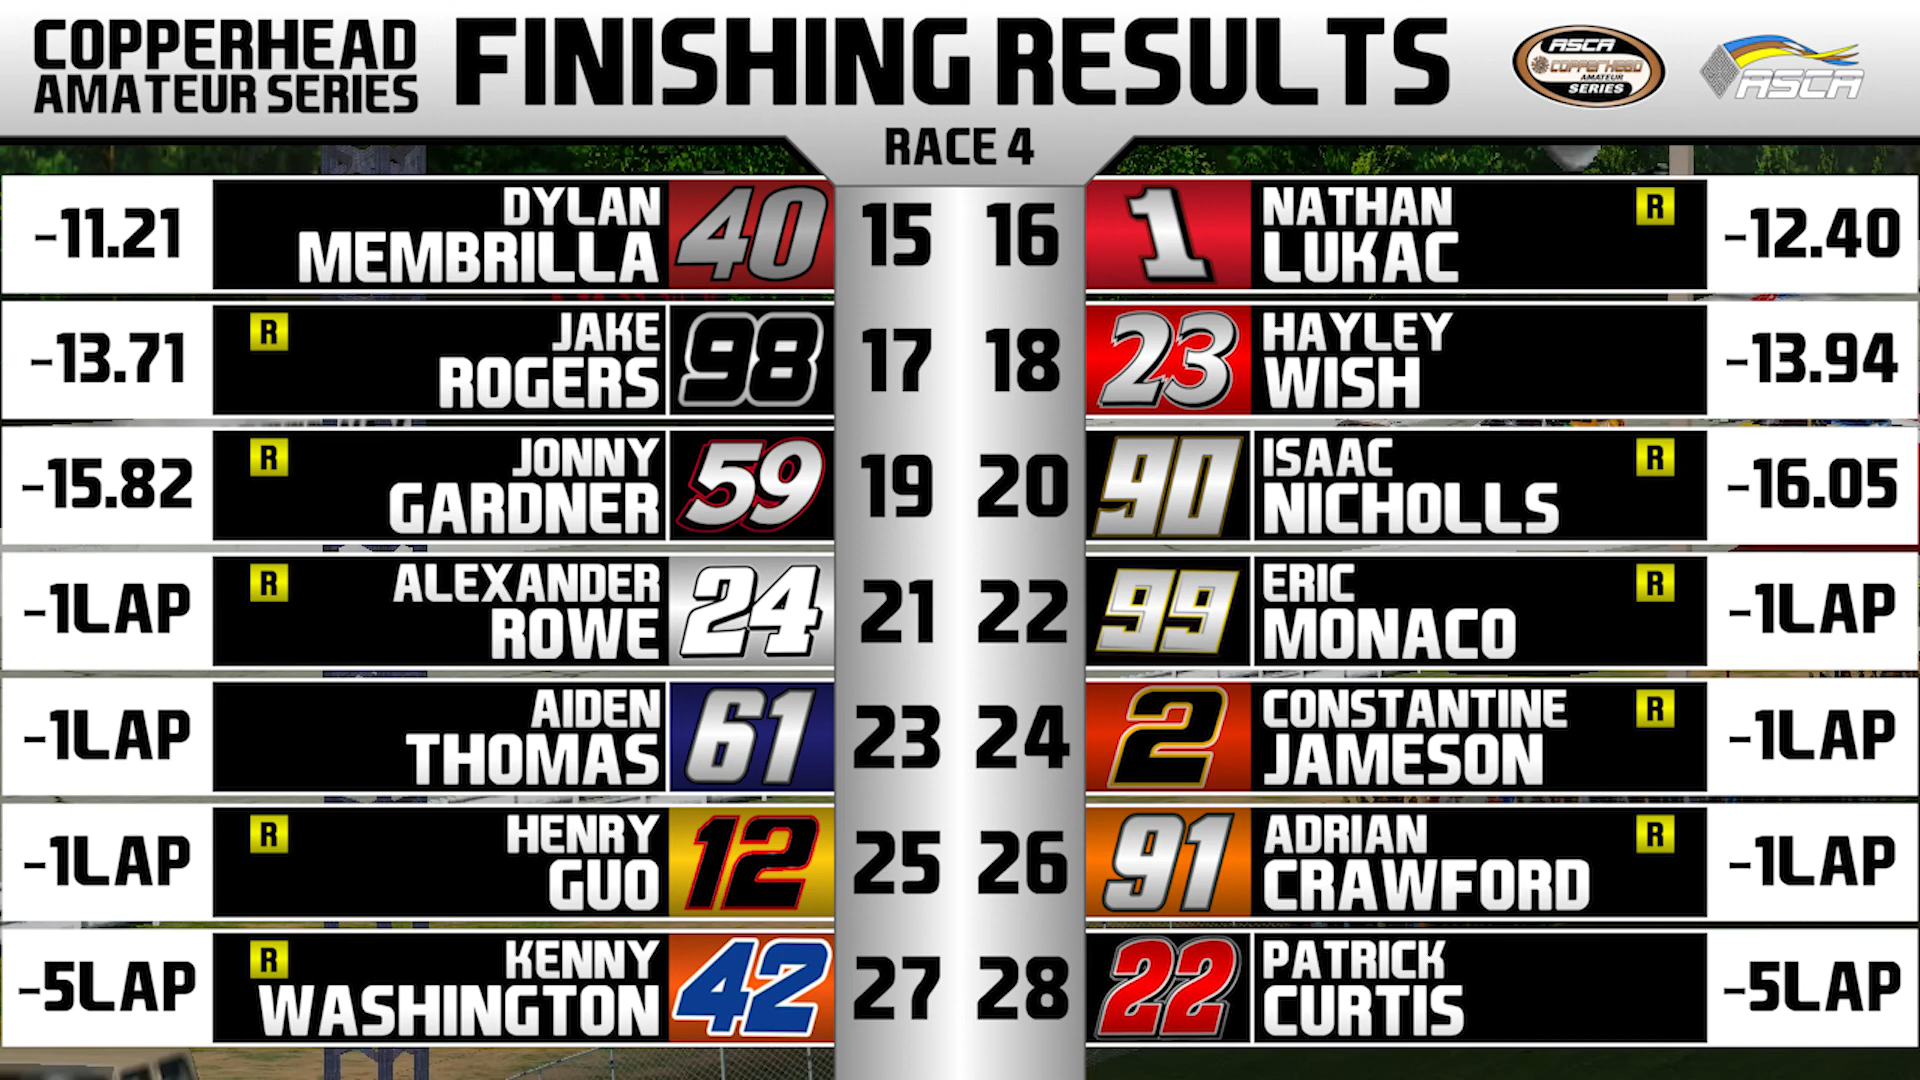 COPPERHEAD
AMATEUR SERIES
FINISHING RESULTS
ASCA
COPPERHEAD
AMATEUR
SERIES
ASCA
RACE 4
-11.21 DYLAN MEMBRILLA 40 15
16 1 NATHAN LUKAC R -12.40
-13.71 R JAKE ROGERS 98 17
18 23 HAYLEY WISH -13.94
-15.82 R JONNY GARDNER 59 19
20 90 ISAAC NICHOLLS R -16.05
-1LAP R ALEXANDER ROWE 24 21
22 99 ERIC MONACO R -1LAP
-1LAP AIDEN THOMAS 61 23
24 2 CONSTANTINE JAMESON R -1LAP
-1LAP R HENRY GUO 12 25
26 91 ADRIAN CRAWFORD R -1LAP
-5LAP R KENNY WASHINGTON 42 27
28 22 PATRICK CURTIS -5LAP